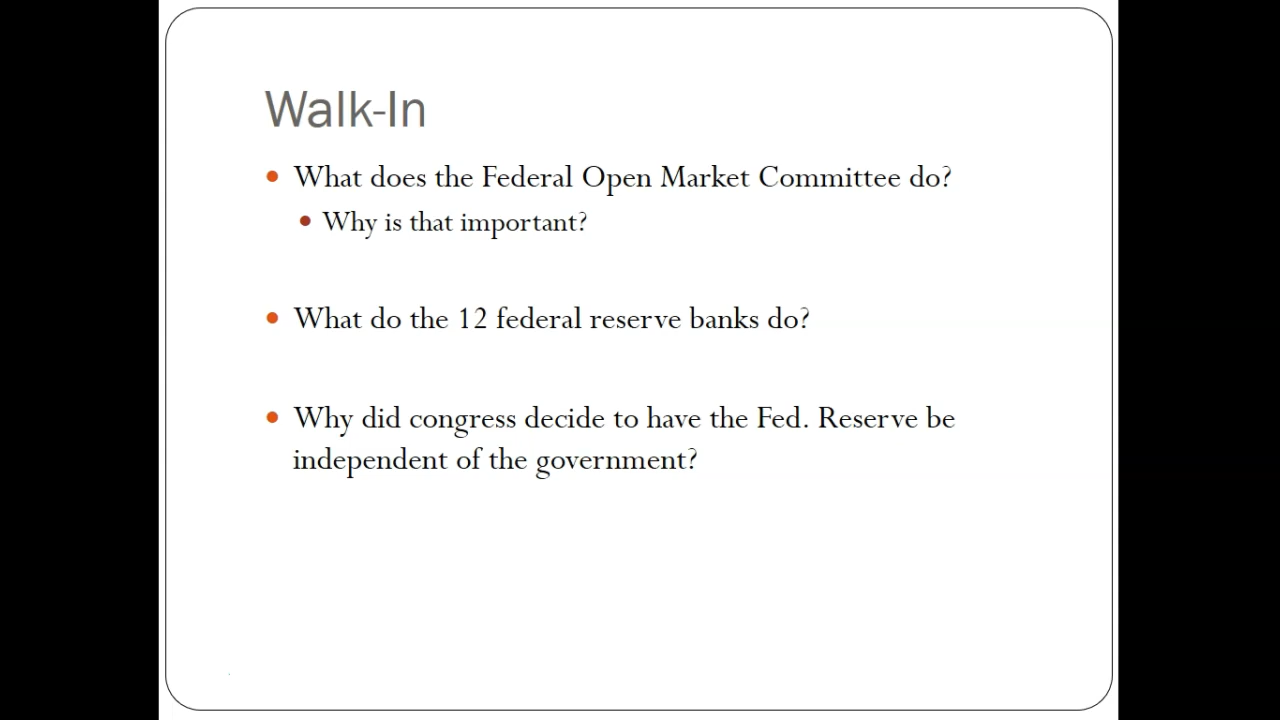 Walk-In
What does the Federal Open Market Committee do?
Why is that important?
What do the 12 federal reserve banks do?
Why did congress decide to have the Fed. Reserve be
independent of the government?